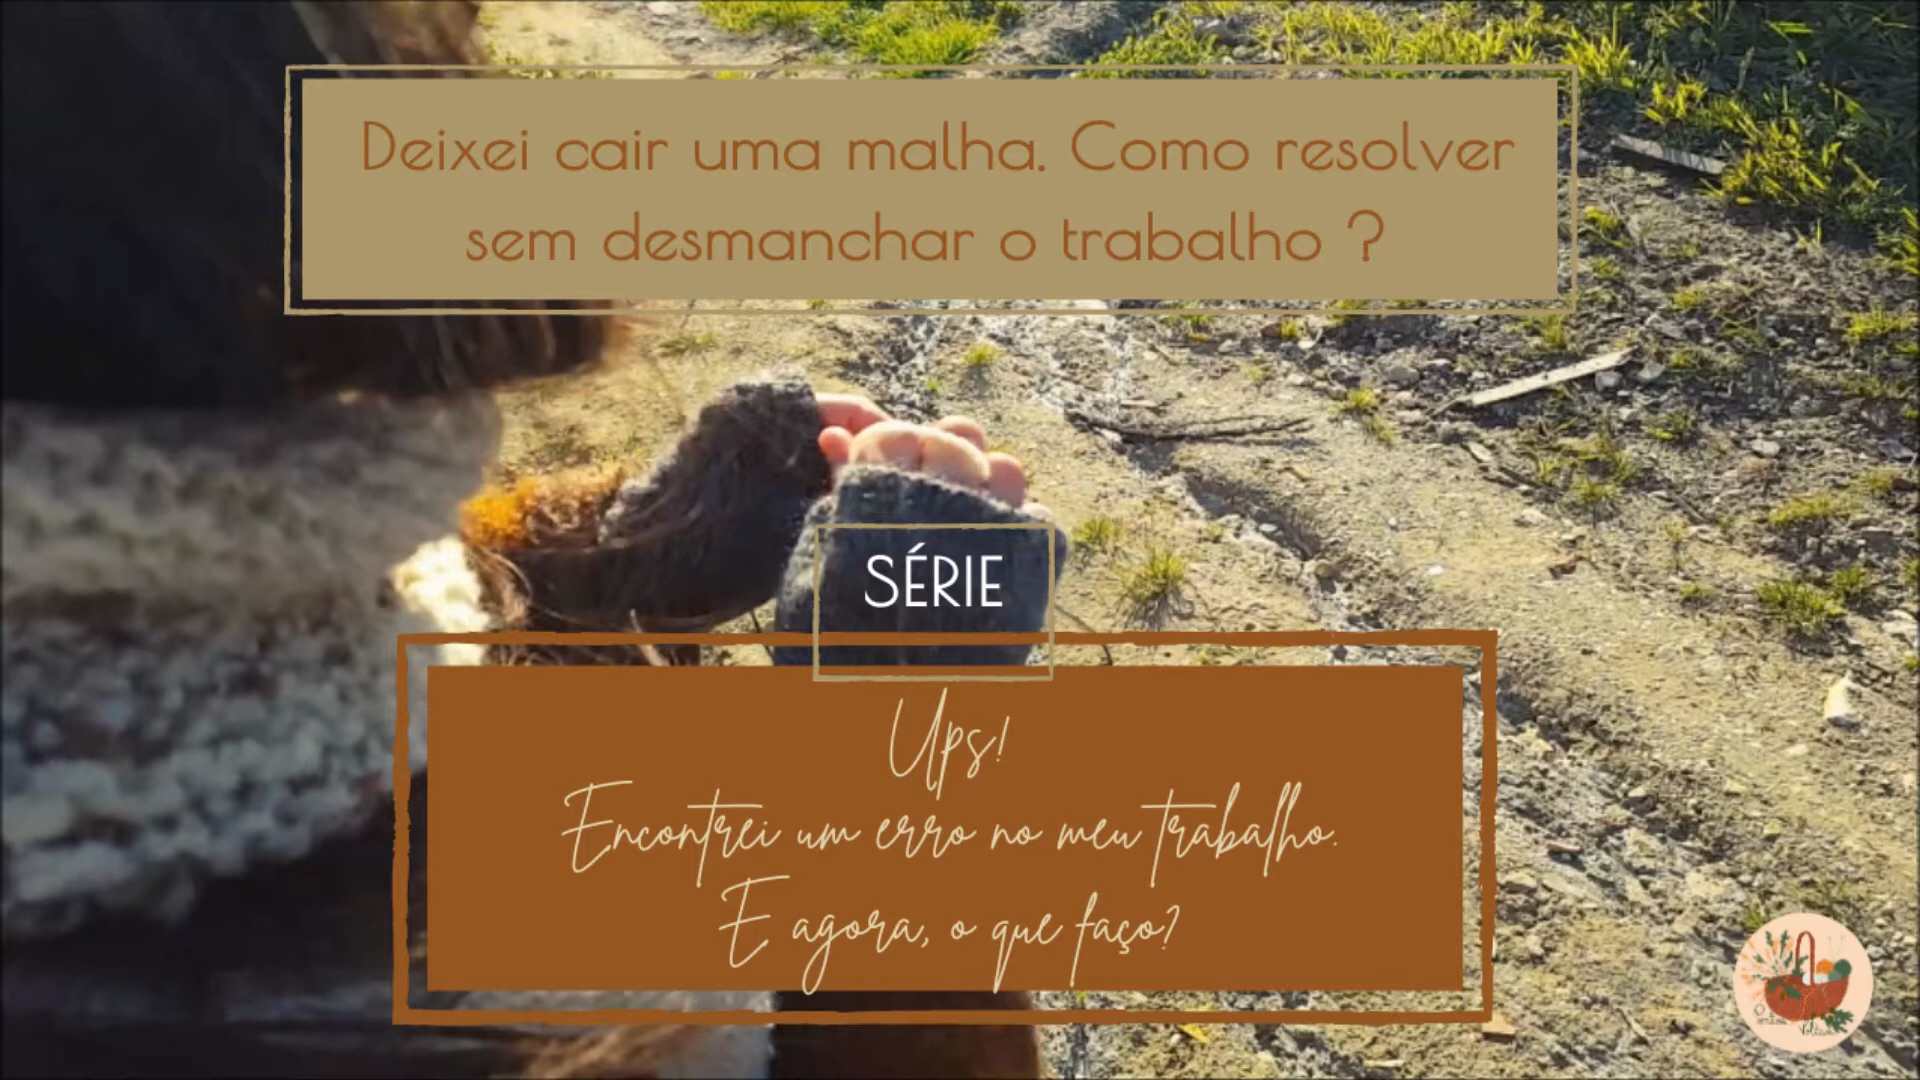 Deixei cair uma malha. Como resolver
sem desmanchar o trabalho ?
SÉRIE
Ups!
Encontrei um erro no meu trabalho.
E agora, o que faço?